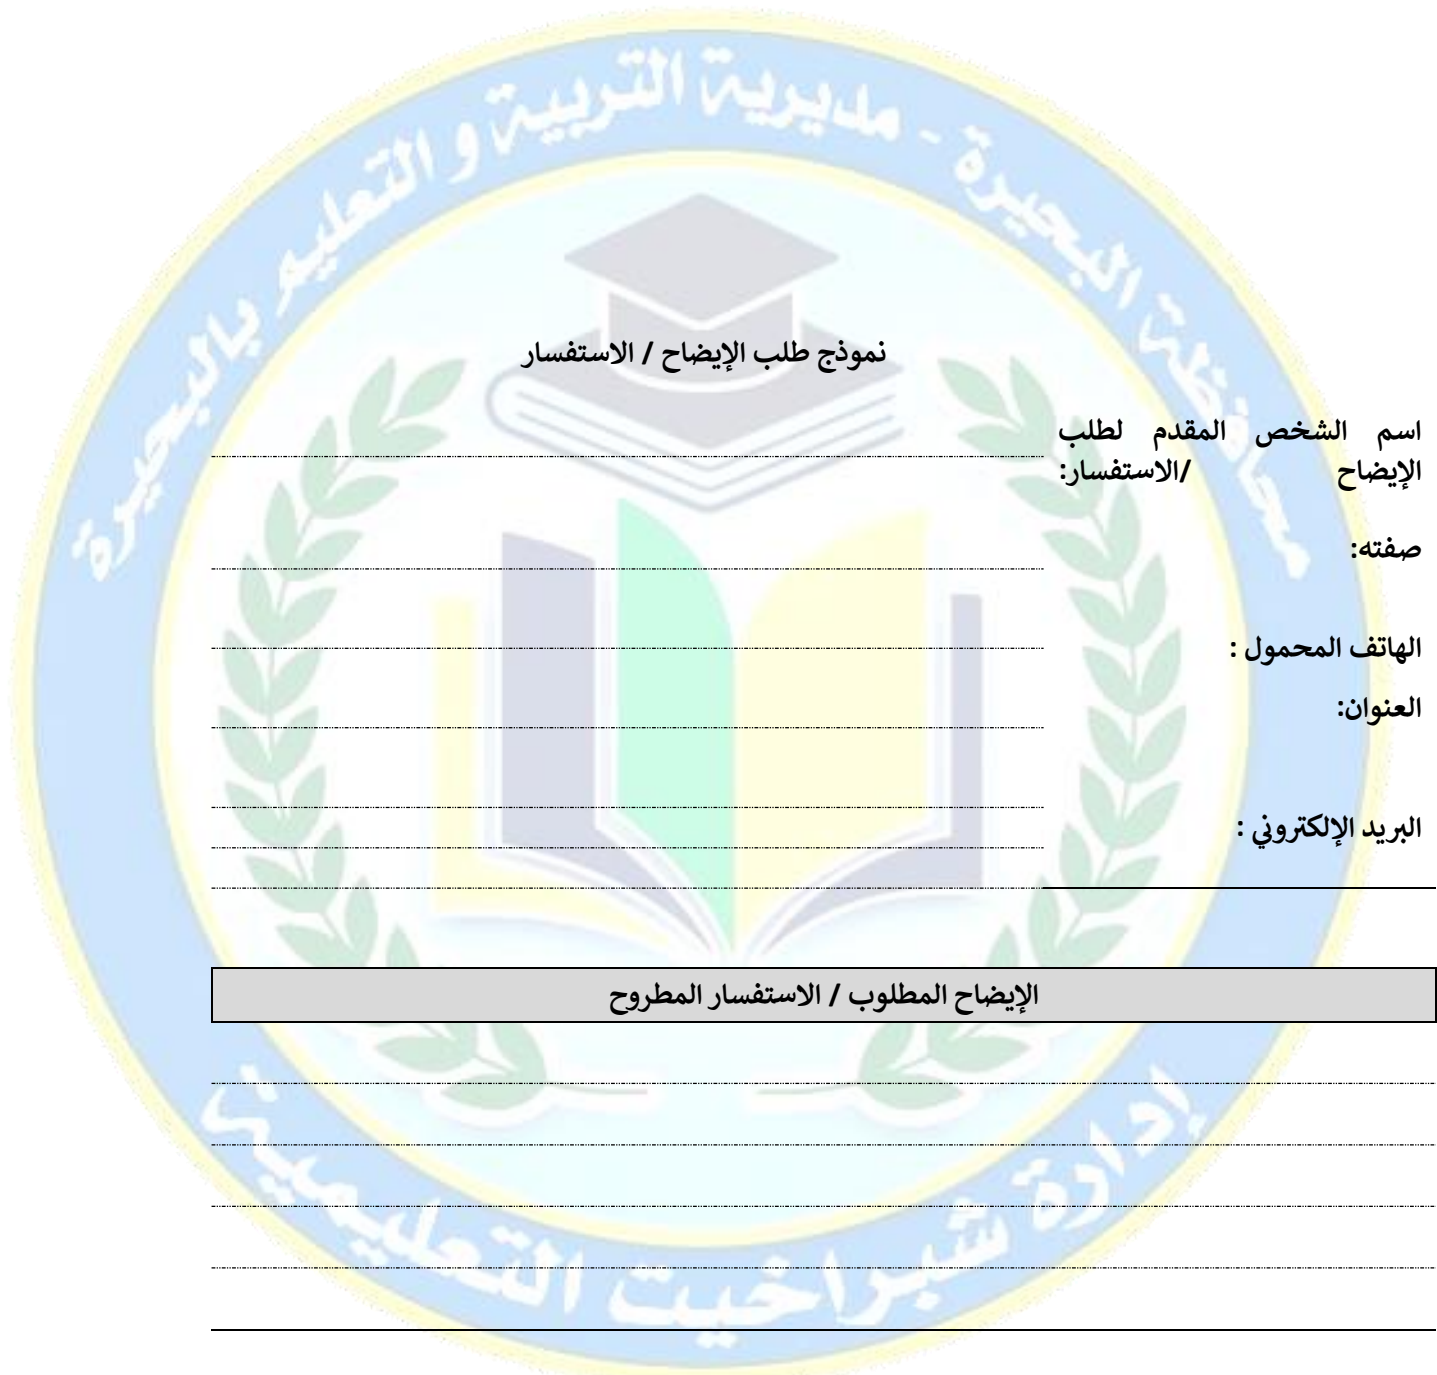 محافظة البحيرة - مديرية التربية و التعليم بالبحيرة
نموذج طلب الإيضاح / الاستفسار
اسم الشخص المقدم لطلب
الإيضاح /الاستفسار:
صفته:
الهاتف المحمول :
العنوان:
البريد الإلكتروني :
الإيضاح المطلوب / الاستفسار المطروح
إدارة شبراخيت التعليمية